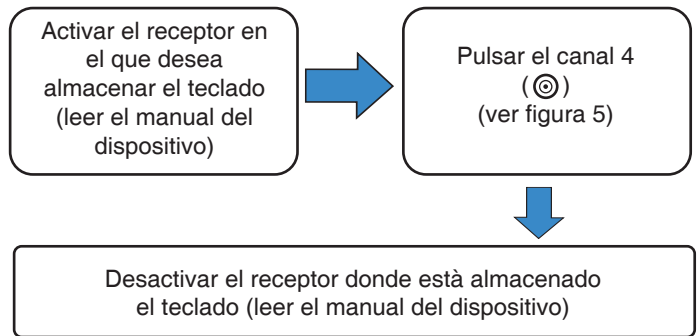 Activar el receptor en
el que desea
almacenar el teclado
(leer el manual del
dispositivo)
Pulsar el canal 4
(◎)
(ver figura 5)
Desactivar el receptor donde està almacenado
el teclado (leer el manual del dispositivo)